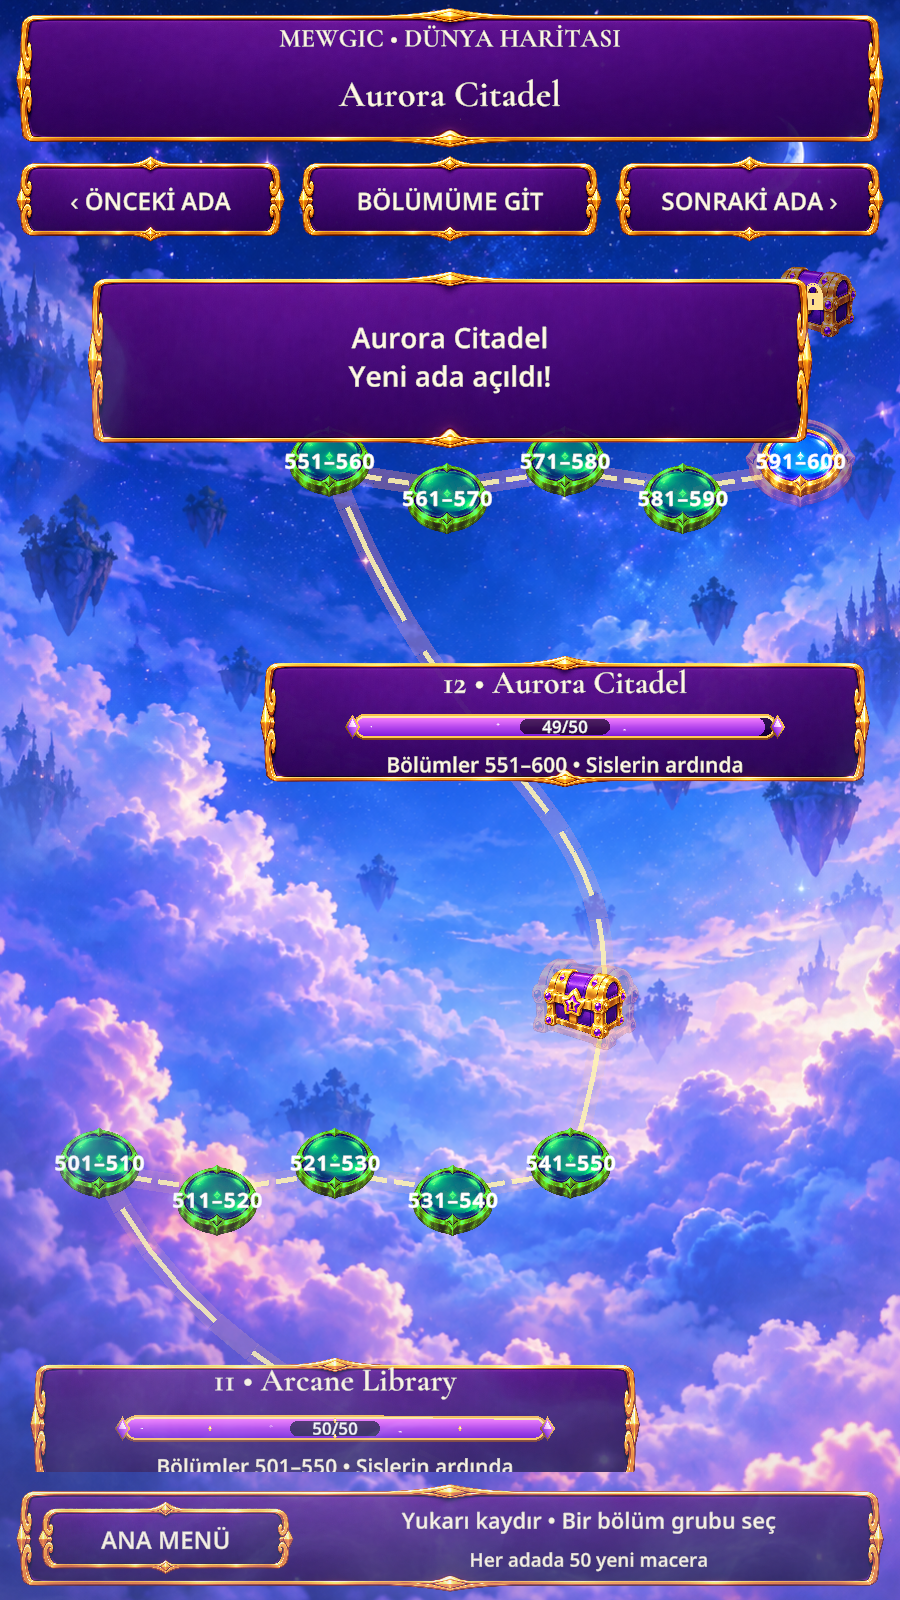 MEWGIC • DÜNYA HARİTASI
Aurora Citadel
‹ ÖNCEKİ ADA
BÖLÜMÜME GİT
SONRAKİ ADA ›
Aurora Citadel
Yeni ada açıldı!
551–560
571–580
591–600
561–570
581–590
12 • Aurora Citadel
49/50
Bölümler 551–600 • Sislerin ardında
501–510
521–530
541–550
511–520
531–540
11 • Arcane Library
50/50
Bölümler 501–550 • Sislerin ardında
ANA MENÜ
Yukarı kaydır • Bir bölüm grubu seç
Her adada 50 yeni macera